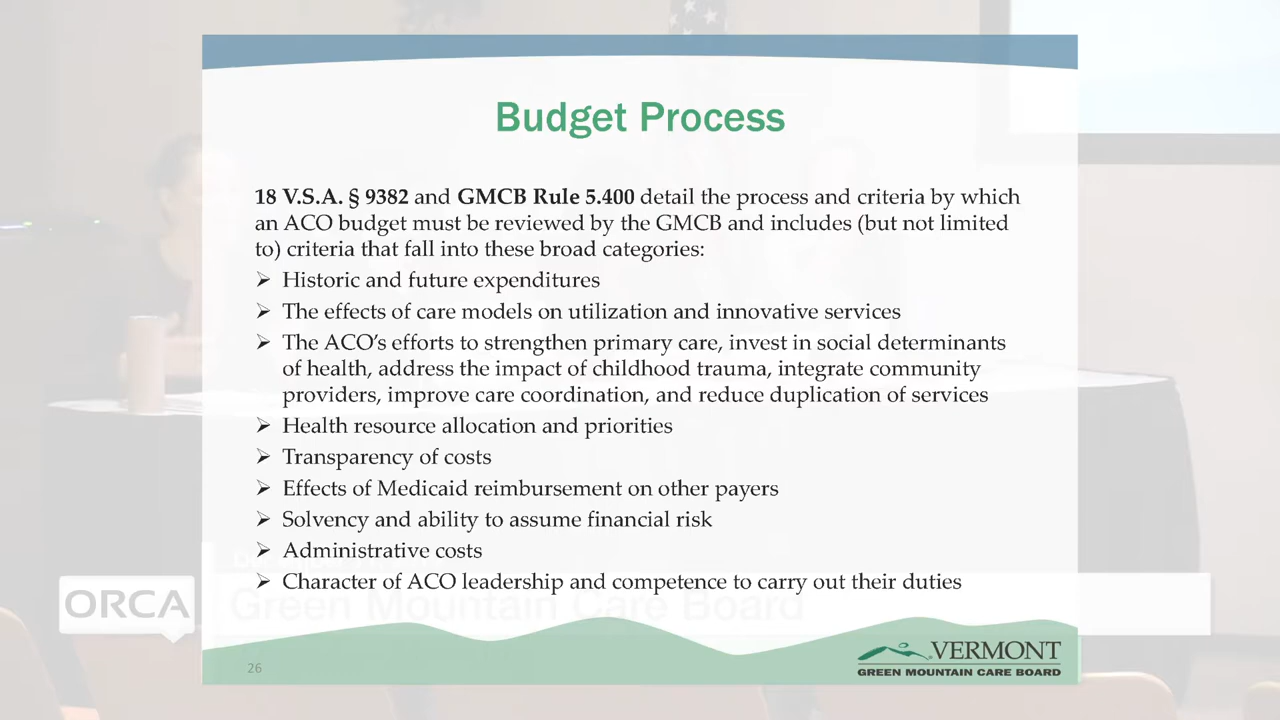 Budget Process
18 V.S.A. § 9382 and GMCB Rule 5.400 detail the process and criteria by which
an ACO budget must be reviewed by the GMCB and includes (but not limited
to) criteria that fall into these broad categories:
➢ Historic and future expenditures
➢ The effects of care models on utilization and innovative services
➢ The ACO's efforts to strengthen primary care, invest in social determinants
of health, address the impact of childhood trauma, integrate community
providers, improve care coordination, and reduce duplication of services
➢ Health resource allocation and priorities
➢ Transparency of costs
➢ Effects of Medicaid reimbursement on other payers
➢ Solvency and ability to assume financial risk
➢ Administrative costs
➢ Character of ACO leadership and competence to carry out their duties
ORCA
Green Mountain Care Board
26
VERMONT
GREEN MOUNTAIN CARE BOARD